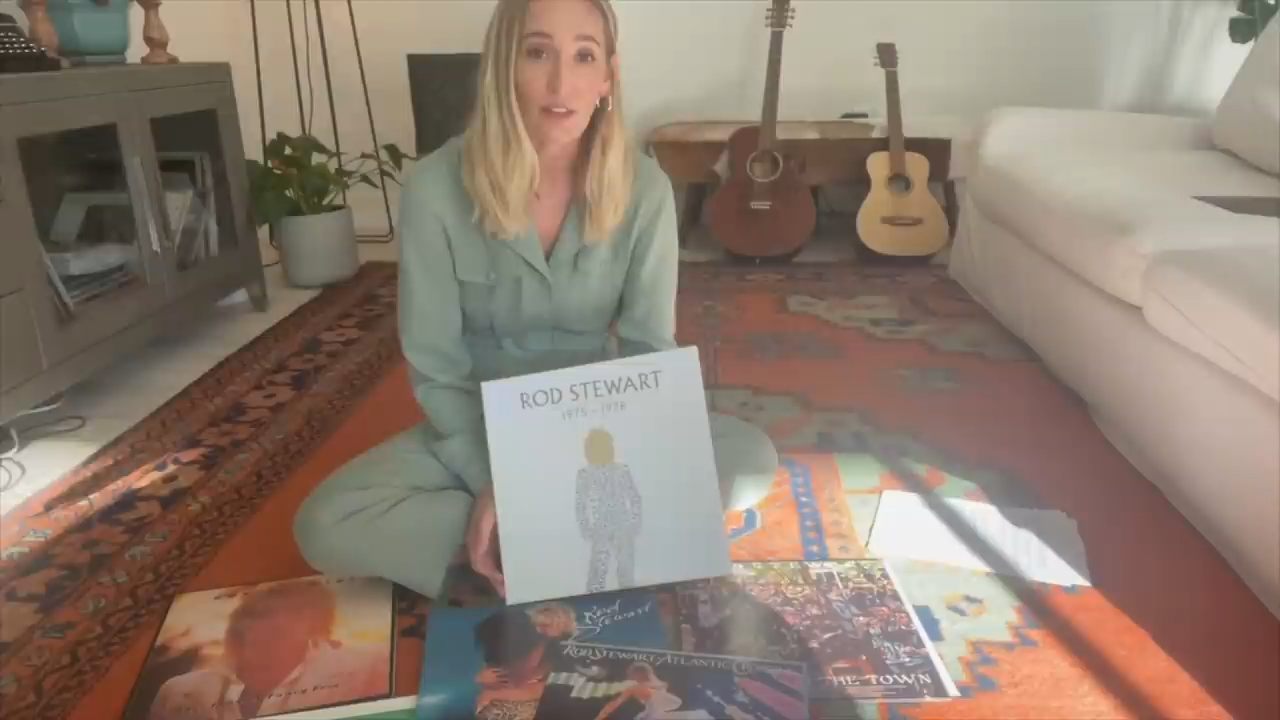 ROD STEWART
1975-1978
Rod
Stewart
ROD STEWART ATLANTIC
THE TOWN